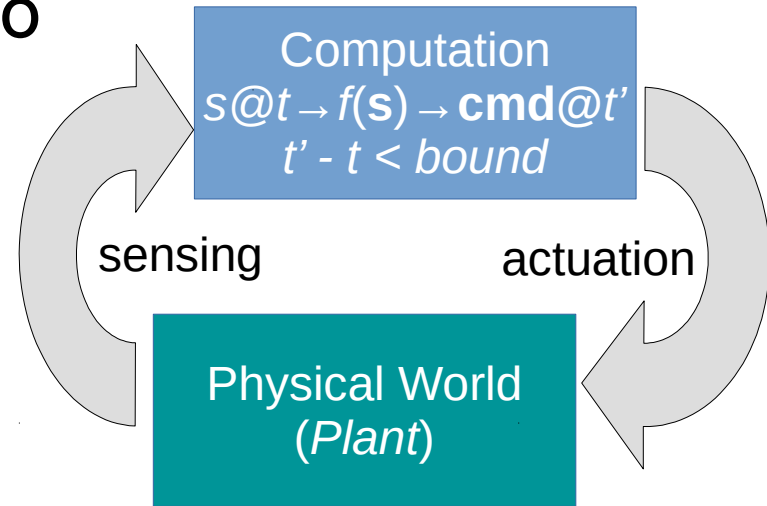 o
Computation
s@t→f(s)→cmd@t’
t’ - t < bound
sensing
actuation
Physical World
(Plant)